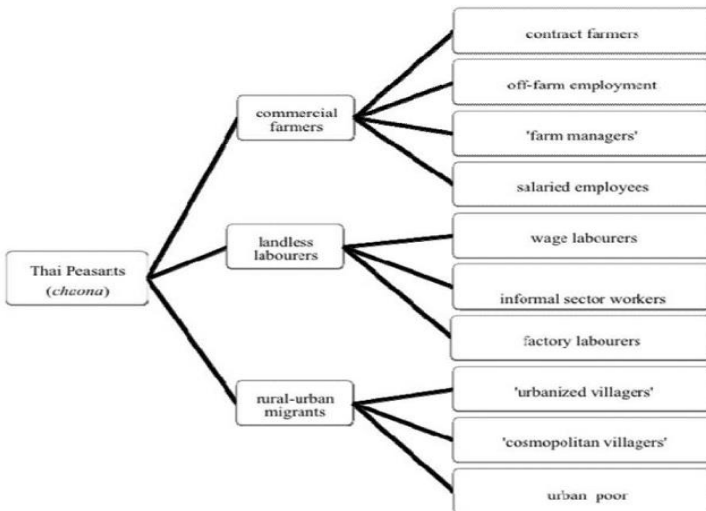 Thai Peasants
(chaona)
commercial
farmers
landless
labourers
rural-urban
migrants
contract farmers
off-farm employment
'farm managers'
salaried employees
wage labourers
informal sector workers
factory labourers
'urbanized villagers'
'cosmopolitan villagers'
urban poor